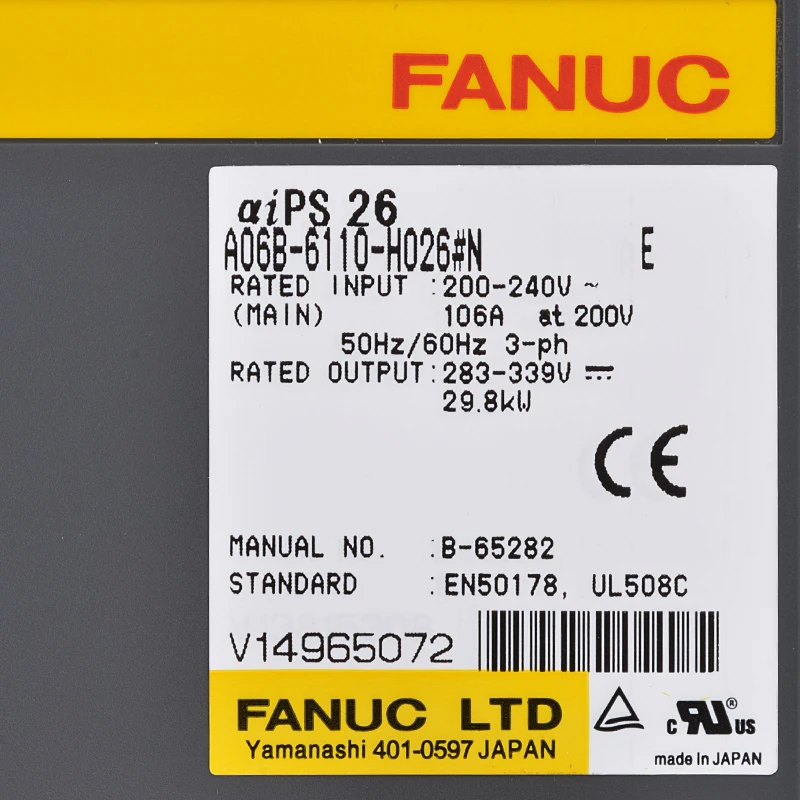 FANUC
αiPS 26
A06B-6110-H026#N E
RATED INPUT :200-240V ~
(MAIN) 106A at 200V
50Hz/60Hz 3-ph
RATED OUTPUT:283-339V ⎓
29.8kW
CE
MANUAL NO. :B-65282
STANDARD :EN50178, UL508C
V14965072
FANUC LTD
Yamanashi 401-0597 JAPAN
c RU ® US
made in JAPAN